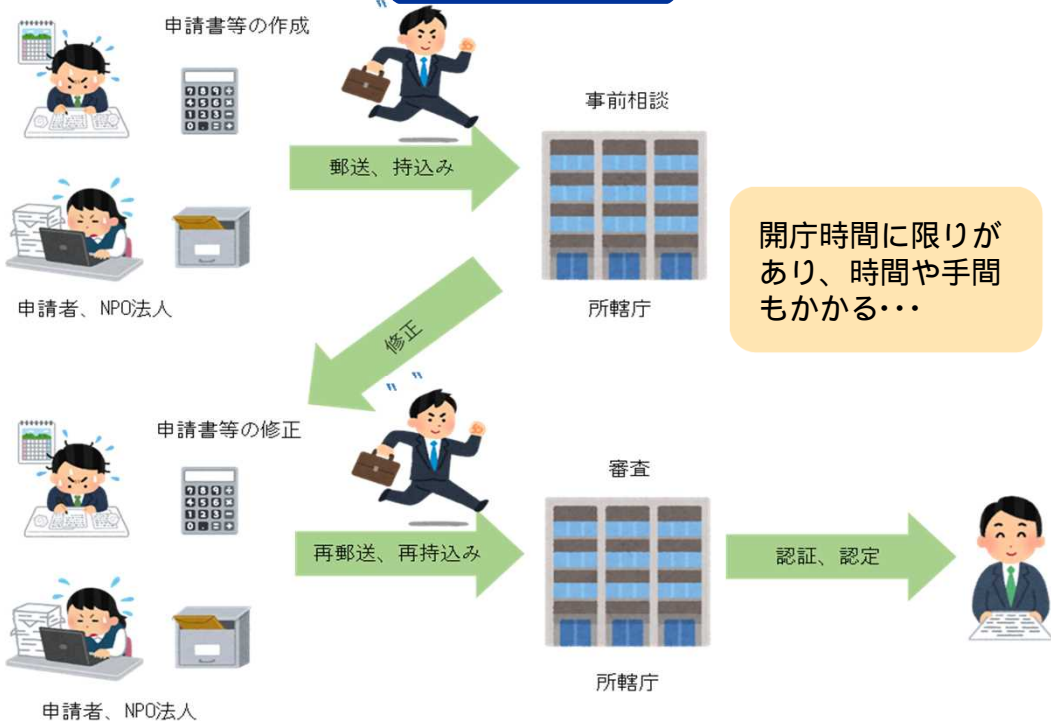 申請書等の作成
事前相談
郵送、持込み
開庁時間に限りが
あり、時間や手間
もかかる･･･
申請者、NPO法人
所轄庁
修正
申請書等の修正
審査
再郵送、再持込み
認証、認定
所轄庁
申請者、NPO法人